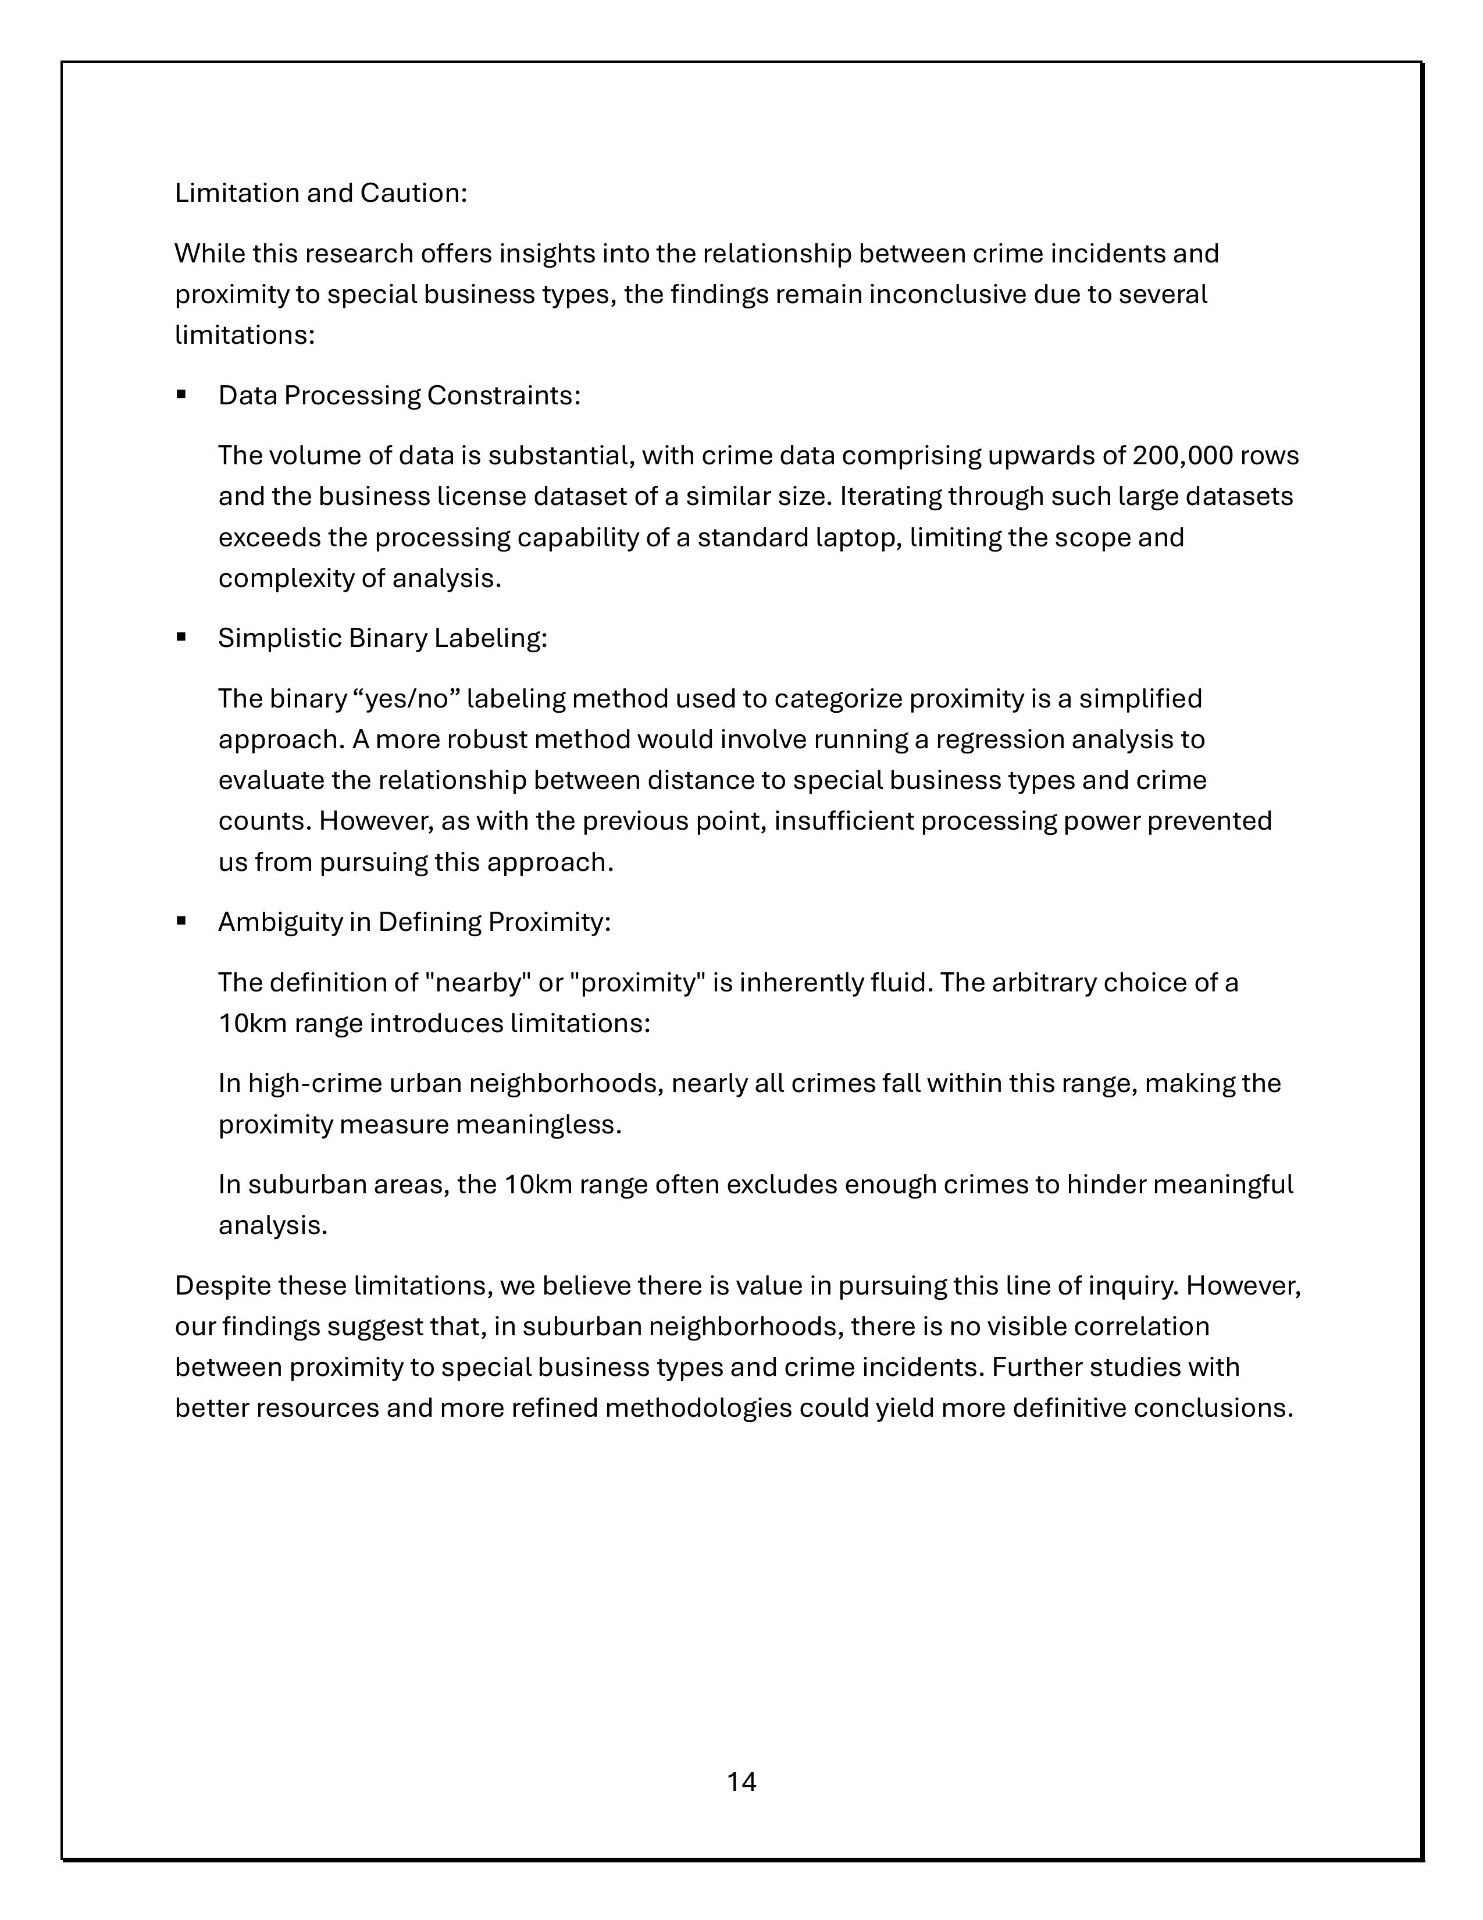 Limitation and Caution:
While this research offers insights into the relationship between crime incidents and
proximity to special business types, the findings remain inconclusive due to several
limitations:
▪ Data Processing Constraints:
The volume of data is substantial, with crime data comprising upwards of 200,000 rows
and the business license dataset of a similar size. Iterating through such large datasets
exceeds the processing capability of a standard laptop, limiting the scope and
complexity of analysis.
▪ Simplistic Binary Labeling:
The binary “yes/no” labeling method used to categorize proximity is a simplified
approach. A more robust method would involve running a regression analysis to
evaluate the relationship between distance to special business types and crime
counts. However, as with the previous point, insufficient processing power prevented
us from pursuing this approach.
▪ Ambiguity in Defining Proximity:
The definition of "nearby" or "proximity" is inherently fluid. The arbitrary choice of a
10km range introduces limitations:
In high-crime urban neighborhoods, nearly all crimes fall within this range, making the
proximity measure meaningless.
In suburban areas, the 10km range often excludes enough crimes to hinder meaningful
analysis.
Despite these limitations, we believe there is value in pursuing this line of inquiry. However,
our findings suggest that, in suburban neighborhoods, there is no visible correlation
between proximity to special business types and crime incidents. Further studies with
better resources and more refined methodologies could yield more definitive conclusions.
14